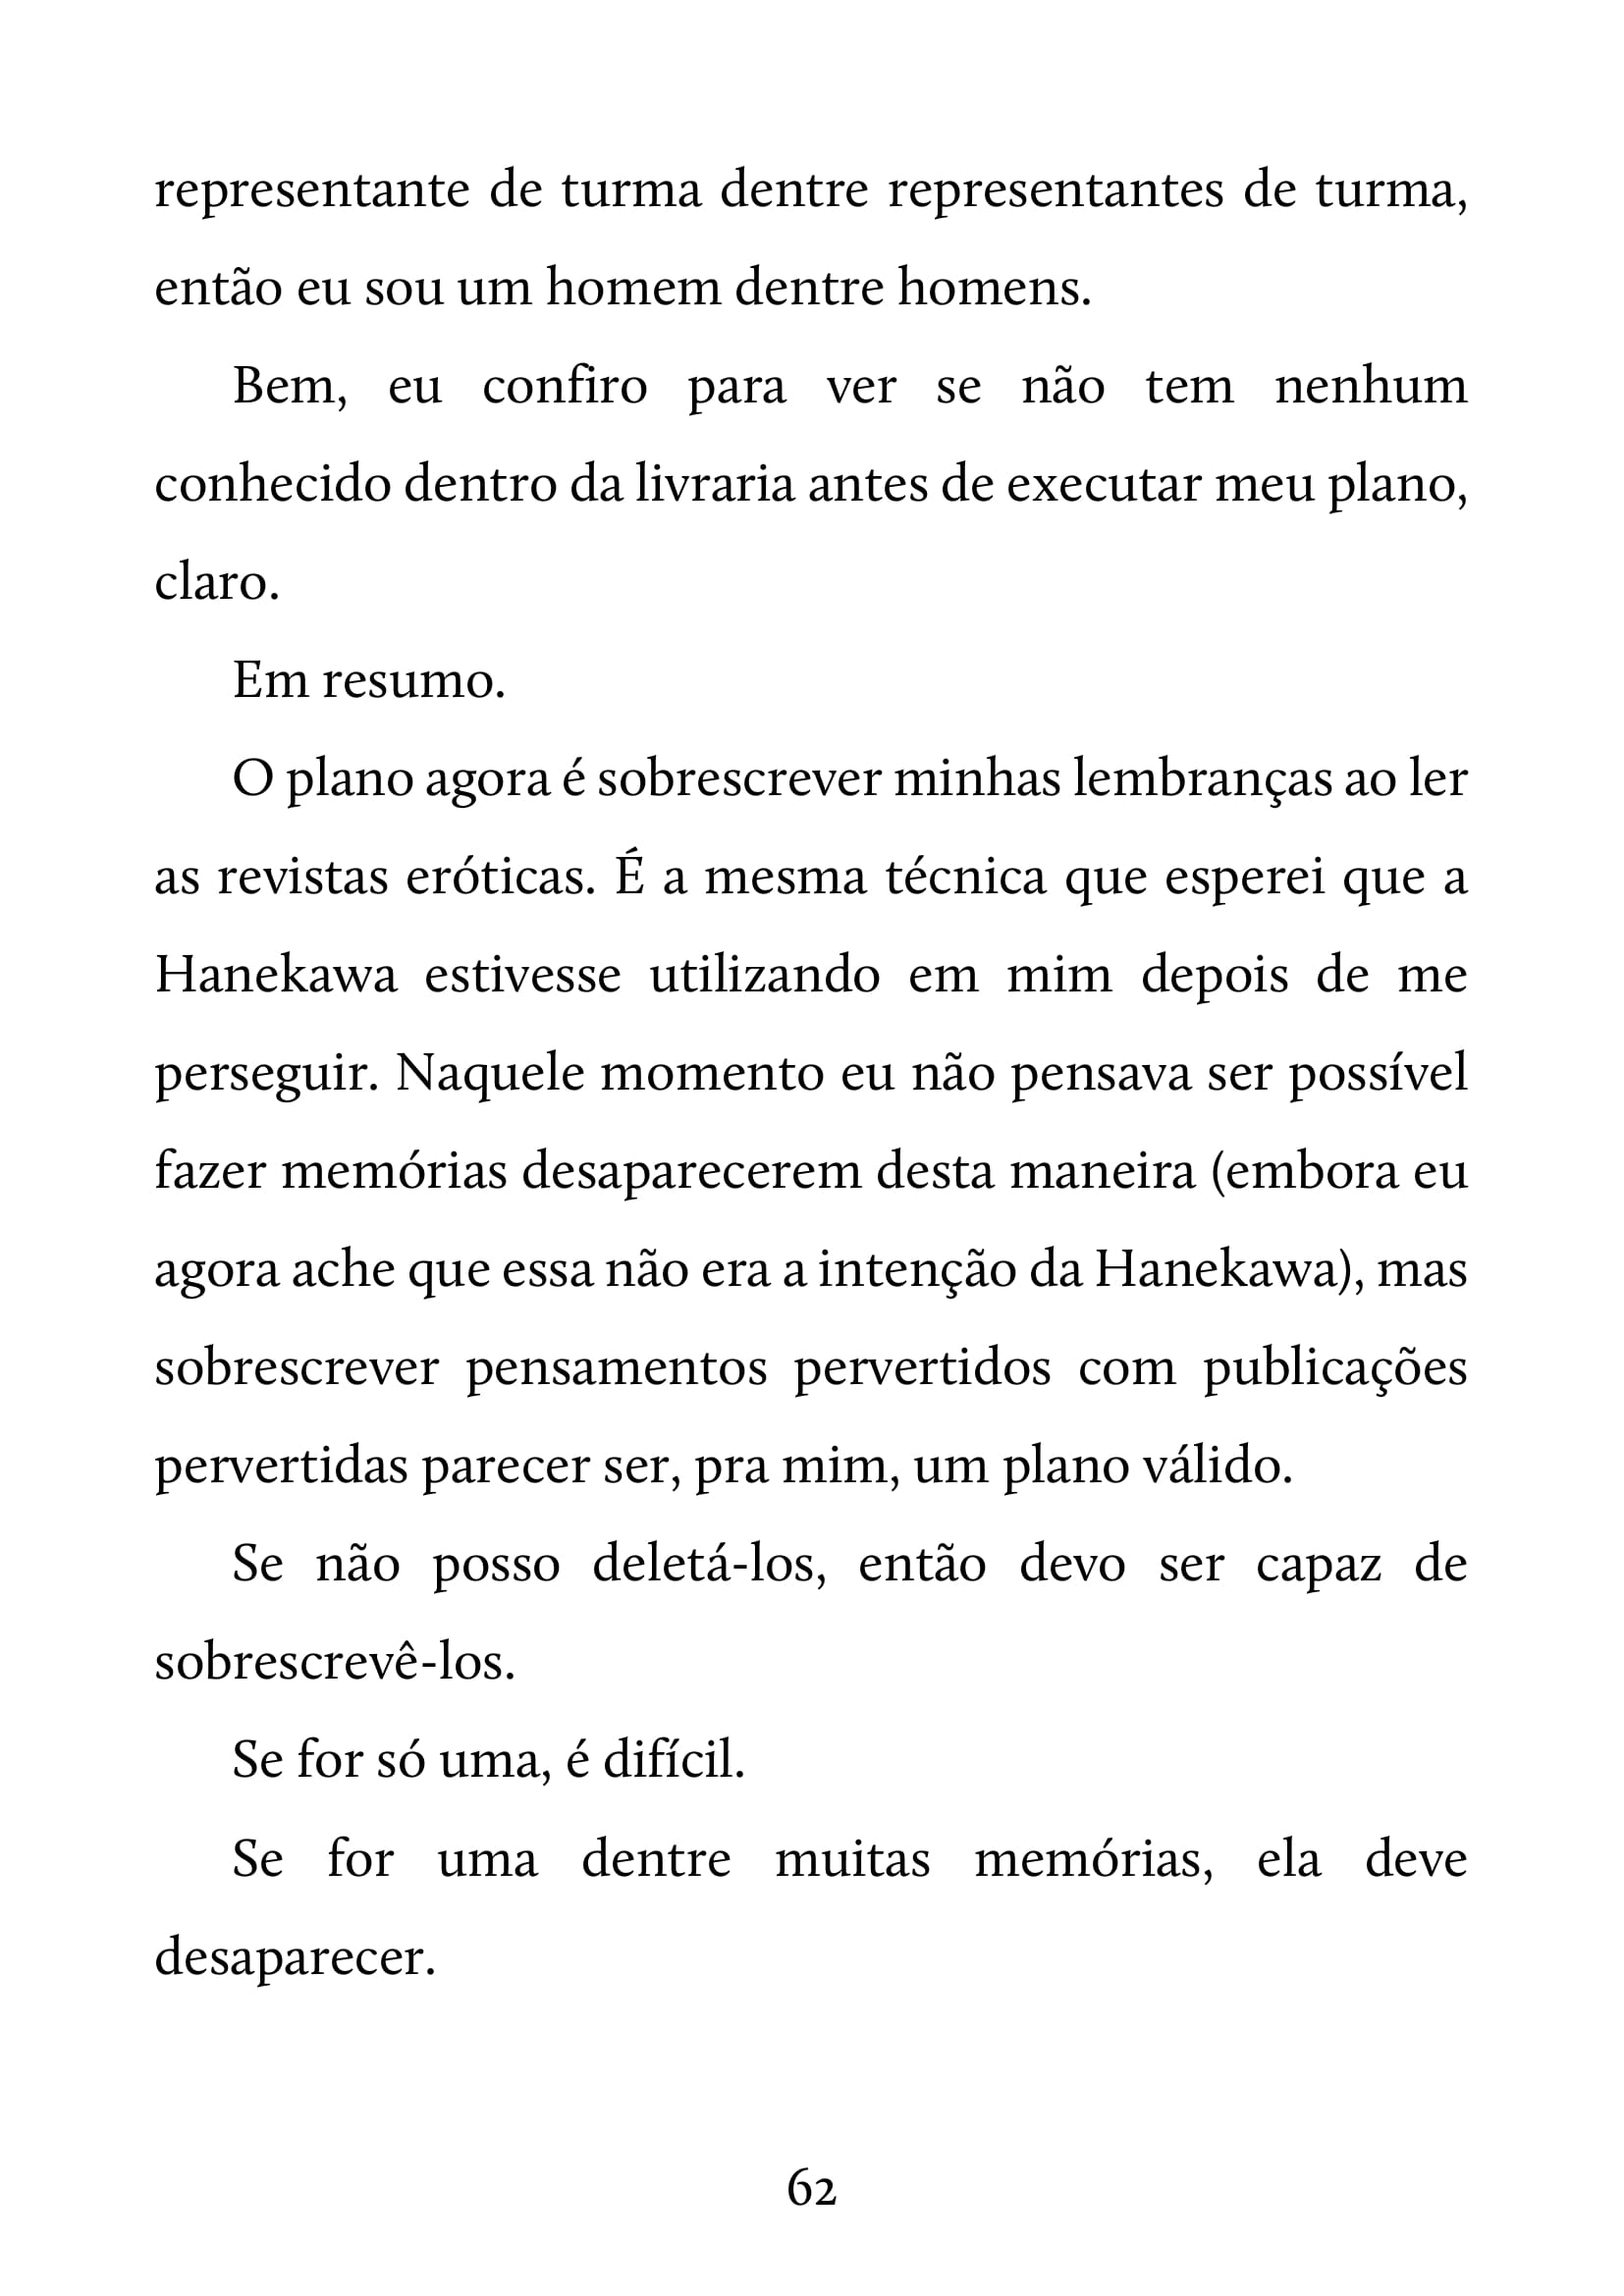 representante de turma dentre representantes de turma,
então eu sou um homem dentre homens.
Bem, eu confiro para ver se não tem nenhum
conhecido dentro da livraria antes de executar meu plano,
claro.
Em resumo.
O plano agora é sobrescrever minhas lembranças ao ler
as revistas eróticas. É a mesma técnica que esperei que a
Hanekawa estivesse utilizando em mim depois de me
perseguir. Naquele momento eu não pensava ser possível
fazer memórias desaparecerem desta maneira (embora eu
agora ache que essa não era a intenção da Hanekawa), mas
sobrescrever pensamentos pervertidos com publicações
pervertidas parecer ser, pra mim, um plano válido.
Se não posso deletá-los, então devo ser capaz de
sobrescrevê-los.
Se for só uma, é difícil.
Se for uma dentre muitas memórias, ela deve
desaparecer.
62